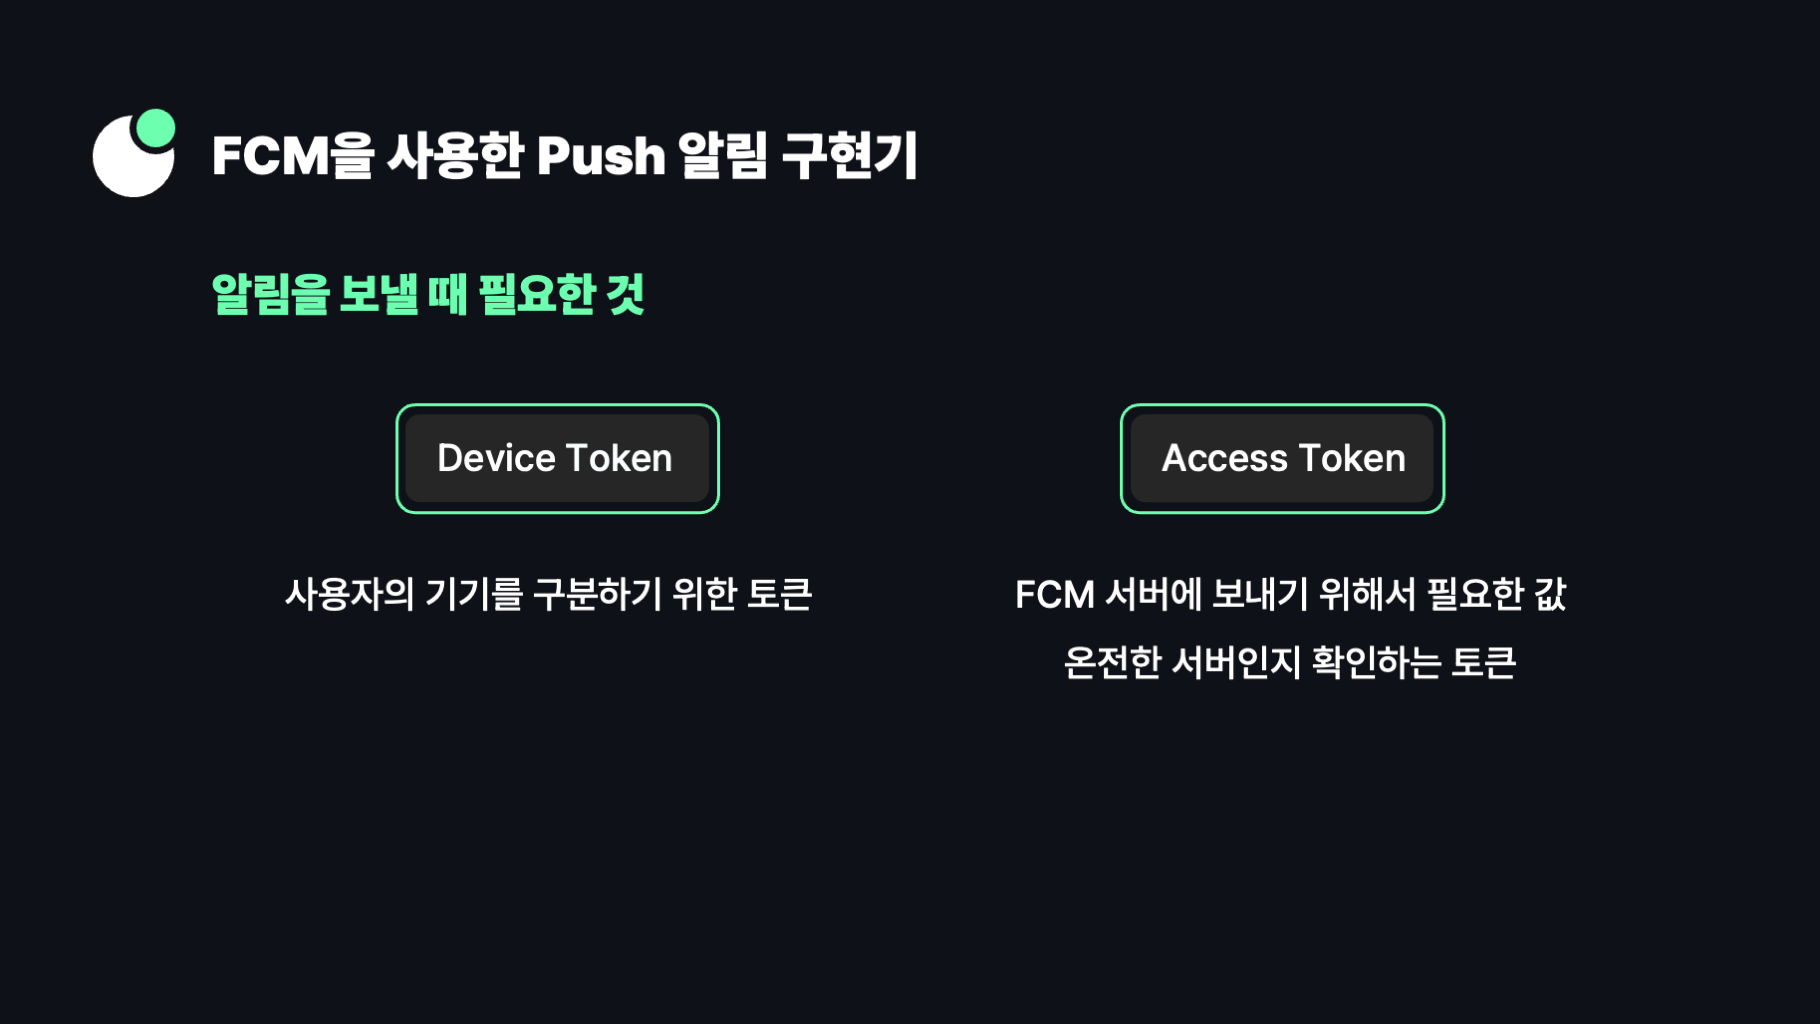 FCM을 사용한 Push 알림 구현기
알림을 보낼 때 필요한 것
Device Token
사용자의 기기를 구분하기 위한 토큰
Access Token
FCM 서버에 보내기 위해서 필요한 값
온전한 서버인지 확인하는 토큰